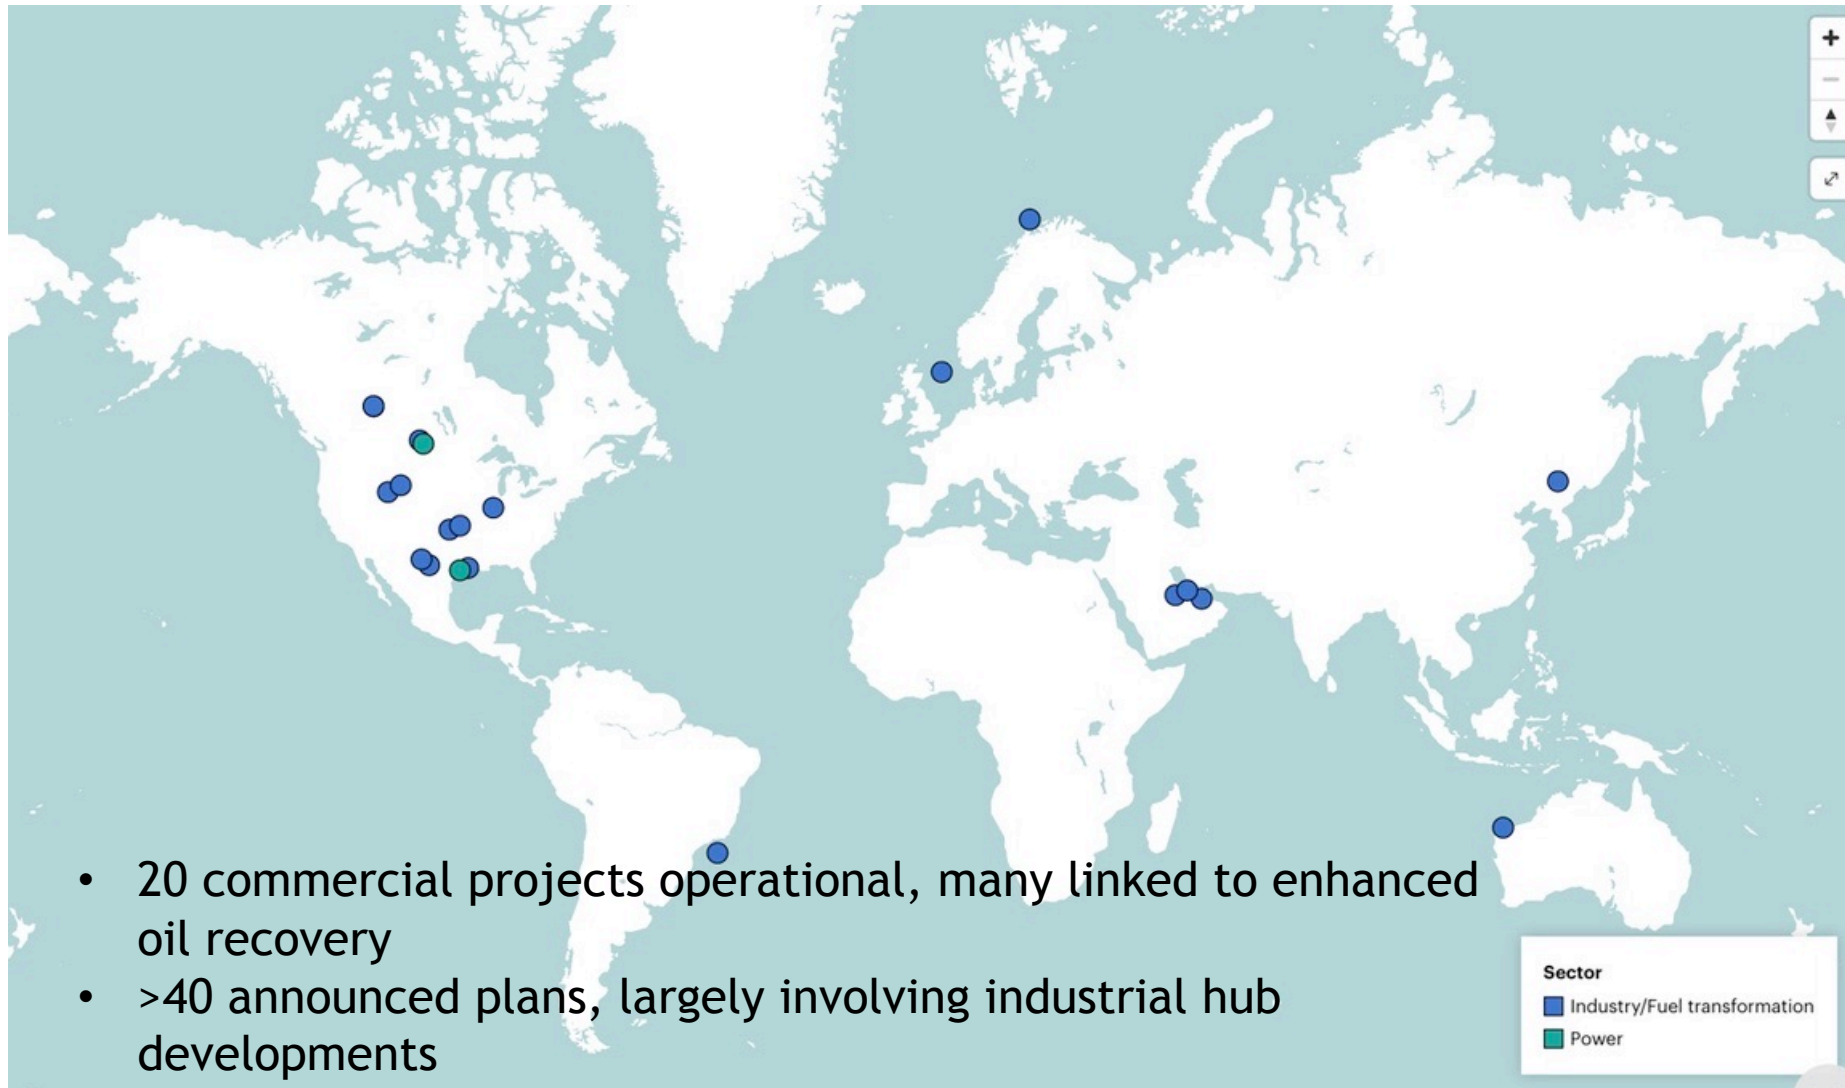 • 20 commercial projects operational, many linked to enhanced
oil recovery
• >40 announced plans, largely involving industrial hub
developments
Sector
Industry/Fuel transformation
Power